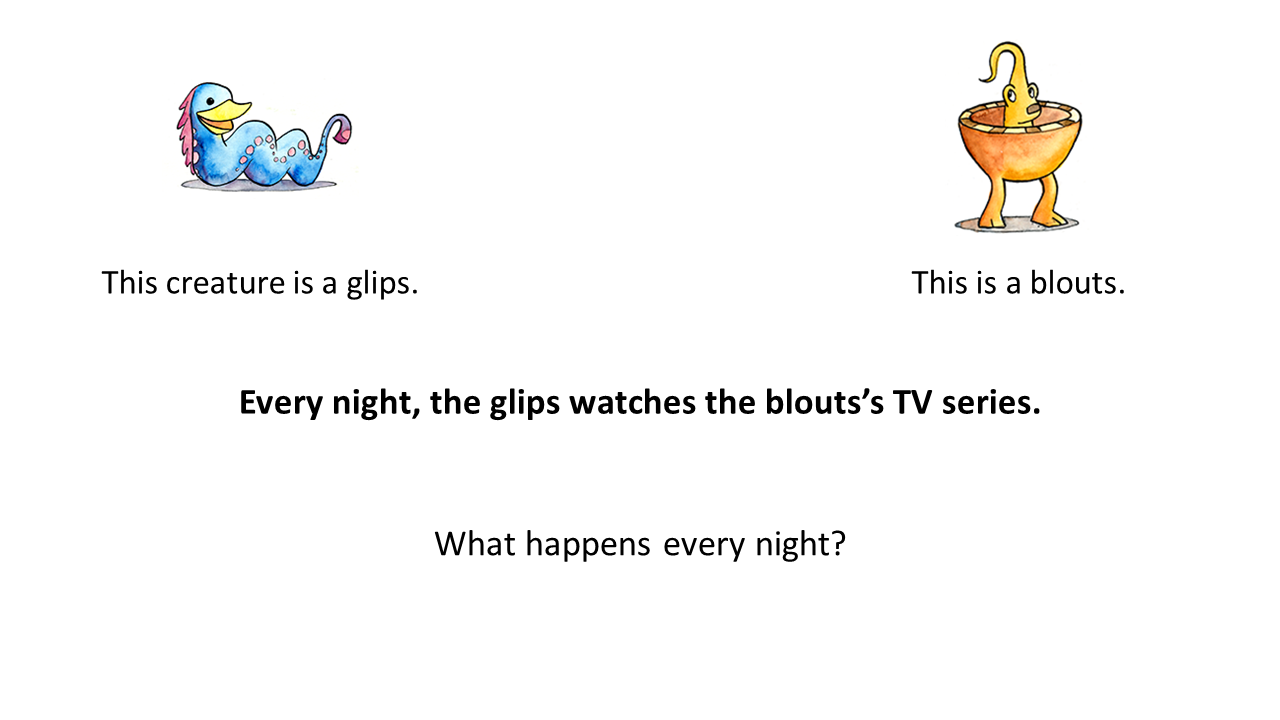 This creature is a glips.
This is a blouts.
Every night, the glips watches the blouts’s TV series.
What happens every night?